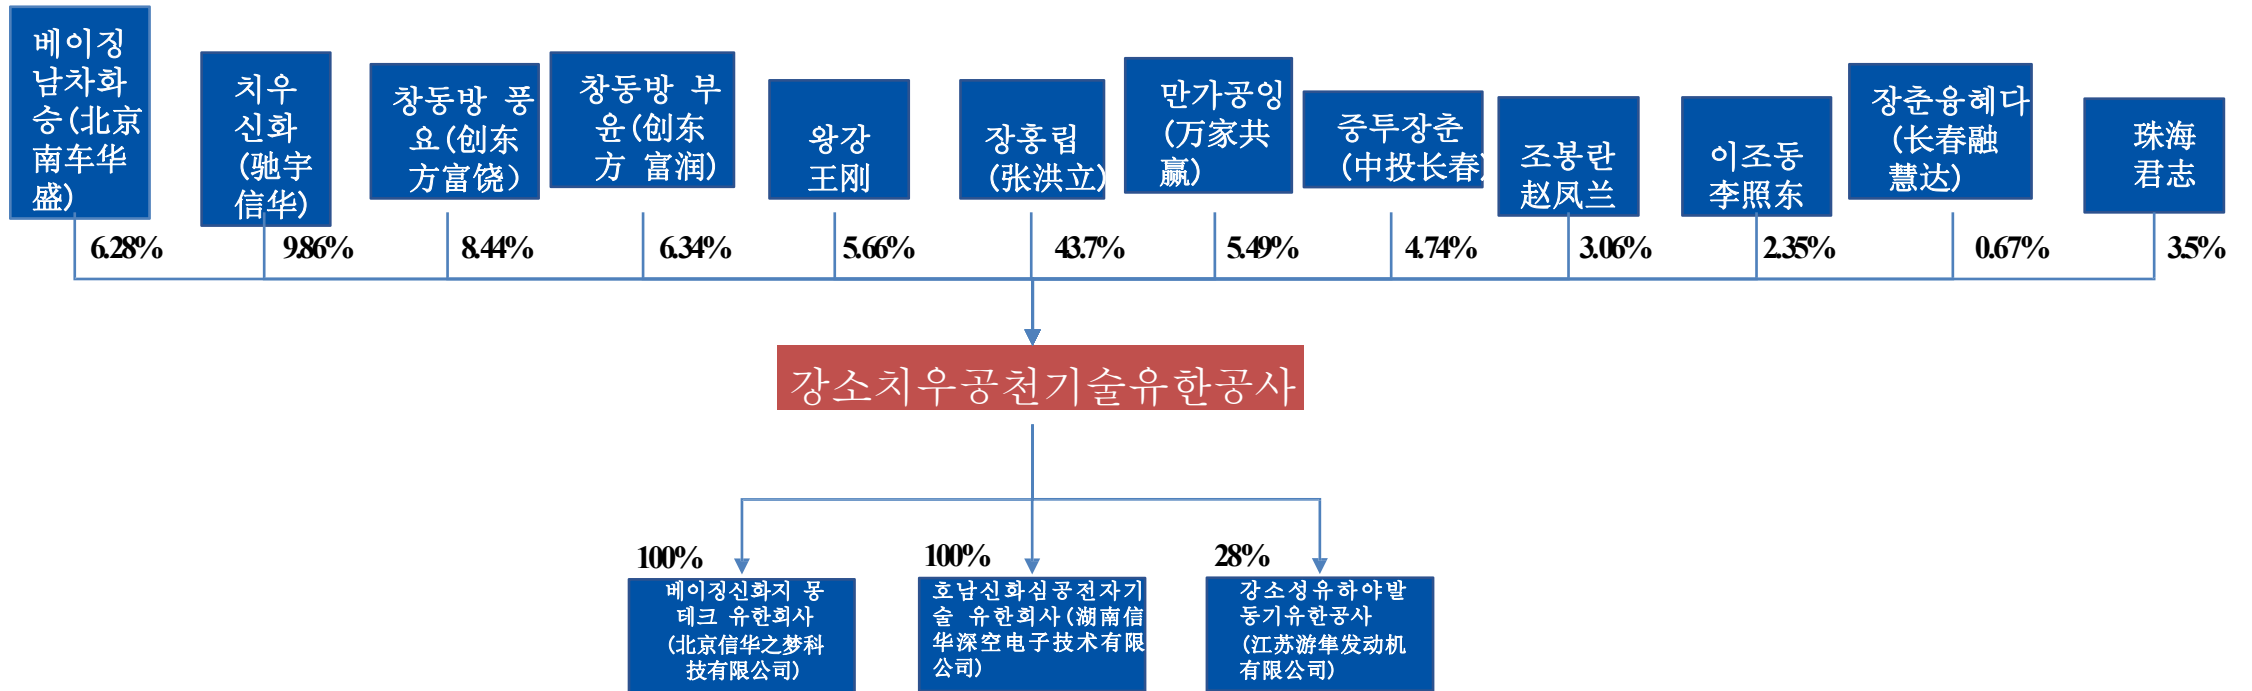 베이징
남차화
승(北京
南车华
盛)
치우
신화
(驰宇
信华)
창동방 풍
요(创东
方富饶）
창동방 부
윤(创东
方 富润)
왕강
王刚
장홍립
(张洪立)
만가공잉
(万家共
赢)
중투장춘
(中投长春)
조봉란
赵凤兰
이조동
李照东
장춘융혜다
(长春融
慧达)
珠海
君志
6.28%
9.86%
8.44%
6.34%
5.66%
43.7%
5.49%
4.74%
3.06%
2.35%
0.67%
3.5%
강소치우공천기술유한공사
100%
100%
28%
베이징신화지 몽
테크 유한회사
(北京信华之梦科
技有限公司)
호남신화심공전자기
술 유한회사(湖南信
华深空电子技术有限
公司)
강소성유하야발
동기유한공사
(江苏游隼发动机
有限公司)